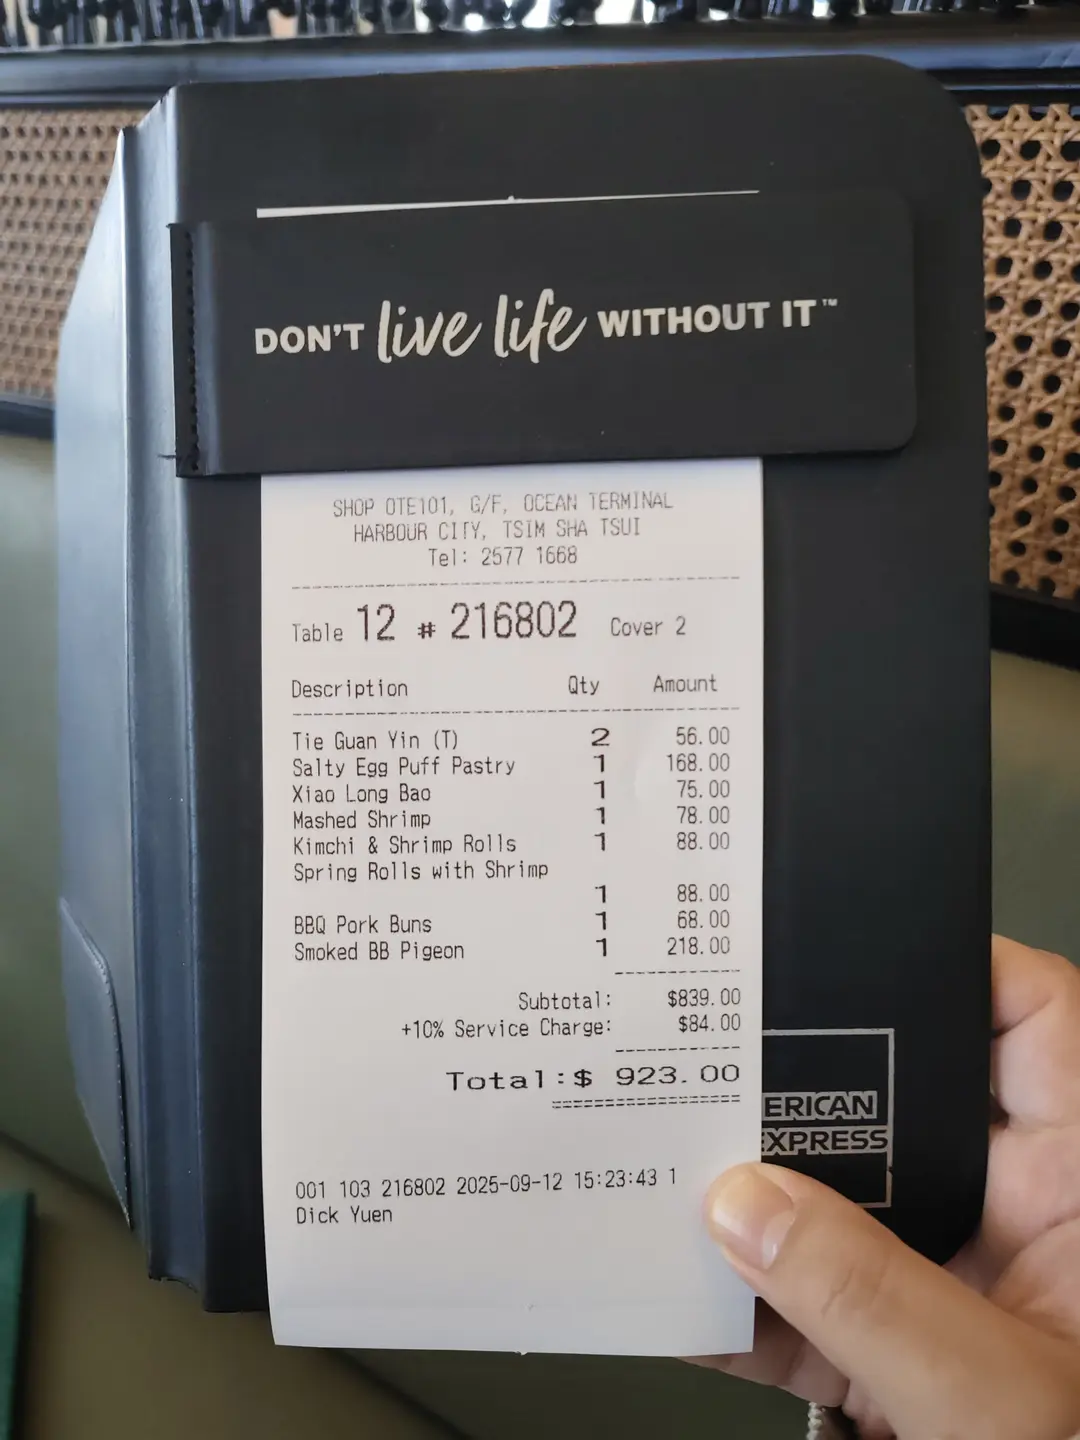 DON'T live life WITHOUT IT™
SHOP OTE101, G/F, OCEAN TERMINAL
HARBOUR CITY, TSIM SHA TSUI
Tel: 2577 1668
Table 12 # 216802 Cover 2
Description Qty Amount
Tie Guan Yin (T) 2 56.00
Salty Egg Puff Pastry 1 168.00
Xiao Long Bao 1 75.00
Mashed Shrimp 1 78.00
Kimchi & Shrimp Rolls 1 88.00
Spring Rolls with Shrimp
1 88.00
BBQ Pork Buns 1 68.00
Smoked BB Pigeon 1 218.00
Subtotal: $839.00
+10% Service Charge: $84.00
Total:$ 923.00
ERICAN
EXPRESS
001 103 216802 2025-09-12 15:23:43 1
Dick Yuen